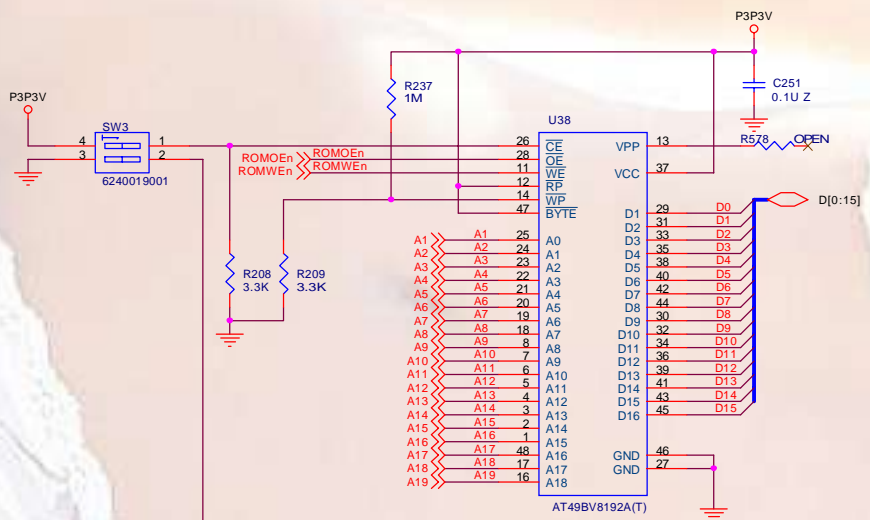 P3P3V
P3P3V
R237
1M
C251
0.1U Z
SW3
4 1
3 2
6240019001
U38
R578 OPEN
ROMOEn ROMOEn
ROMWEn ROMWEn
26 CE VPP 13
28 OE
11 WE VCC 37
12 RP
14 WP
47 BYTE
D[0:15]
D1 29 D0
D2 31 D1
D3 33 D2
D4 35 D3
D5 38 D4
D6 40 D5
D7 42 D6
D8 44 D7
D9 30 D8
D10 32 D9
D11 34 D10
D12 36 D11
D13 39 D12
D14 41 D13
D15 43 D14
D16 45 D15
A1 A1 25 A0
A2 A2 24 A1
A3 A3 23 A2
A4 A4 22 A3
A5 A5 21 A4
A6 A6 20 A5
A7 A7 19 A6
A8 A8 18 A7
A9 A9 8 A8
A10 A10 7 A9
A11 A11 6 A10
A12 A12 5 A11
A13 A13 4 A12
A14 A14 3 A13
A15 A15 2 A14
A16 A16 1 A15
A17 A17 48 A16
A18 A18 17 A17
A19 A19 16 A18
GND 46
GND 27
R208
3.3K
R209
3.3K
AT49BV8192A(T)